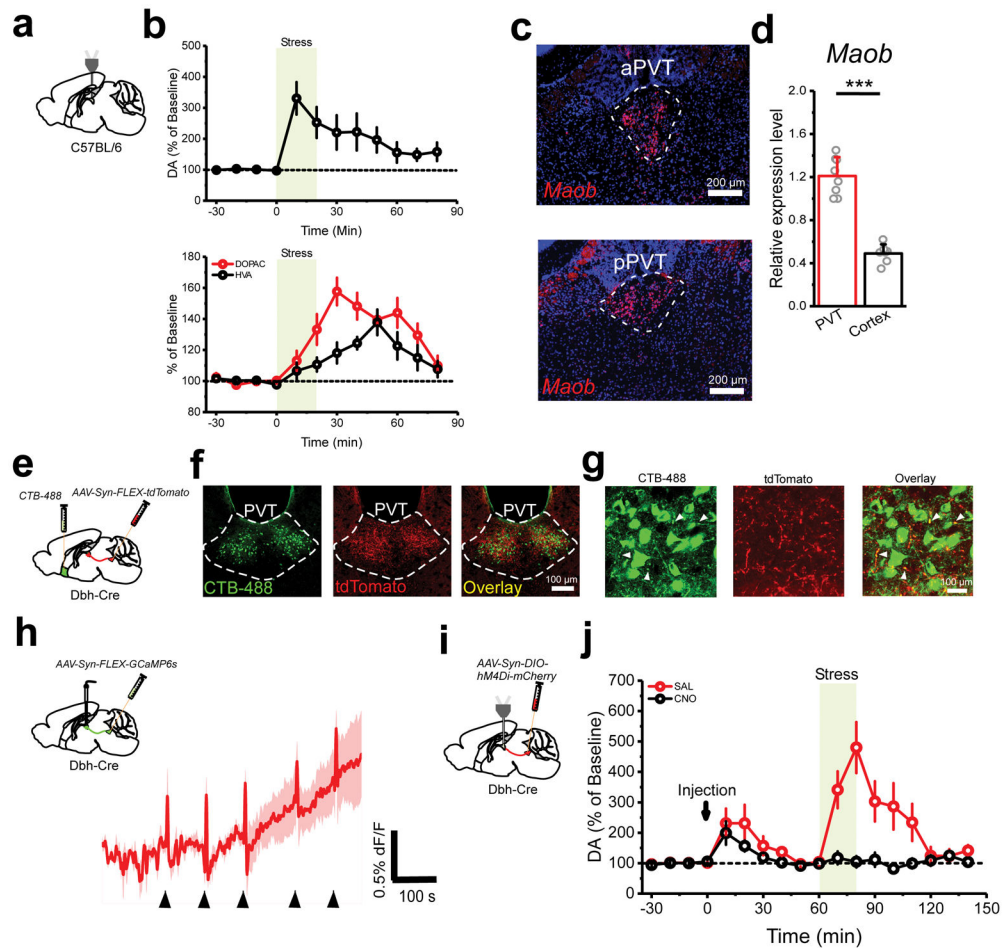 a
C57BL/6
b
Stress
DA (% of Baseline)
500
400
300
200
100
0
-30 0 30 60 90
Time (Min)
Stress
DOPAC
HVA
% of Baseline
160
140
120
100
80
-30 0 30 60 90
Time (min)
c
aPVT
Maob
200 µm
pPVT
Maob
200 µm
d
Maob
***
Relative expression level
2.0
1.6
1.2
0.8
0.4
0.0
PVT
Cortex
e
CTB-488
AAV-Syn-FLEX-tdTomato
Dbh-Cre
f
PVT
CTB-488
PVT
tdTomato
PVT
Overlay
100 µm
g
CTB-488
tdTomato
Overlay
100 µm
h
AAV-Syn-FLEX-GCaMP6s
Dbh-Cre
0.5% dF/F
100 s
i
AAV-Syn-DIO-
hM4Di-mCherry
Dbh-Cre
j
Stress
SAL
CNO
Injection
DA (% of Baseline)
700
600
500
400
300
200
100
0
-30 0 30 60 90 120 150
Time (min)